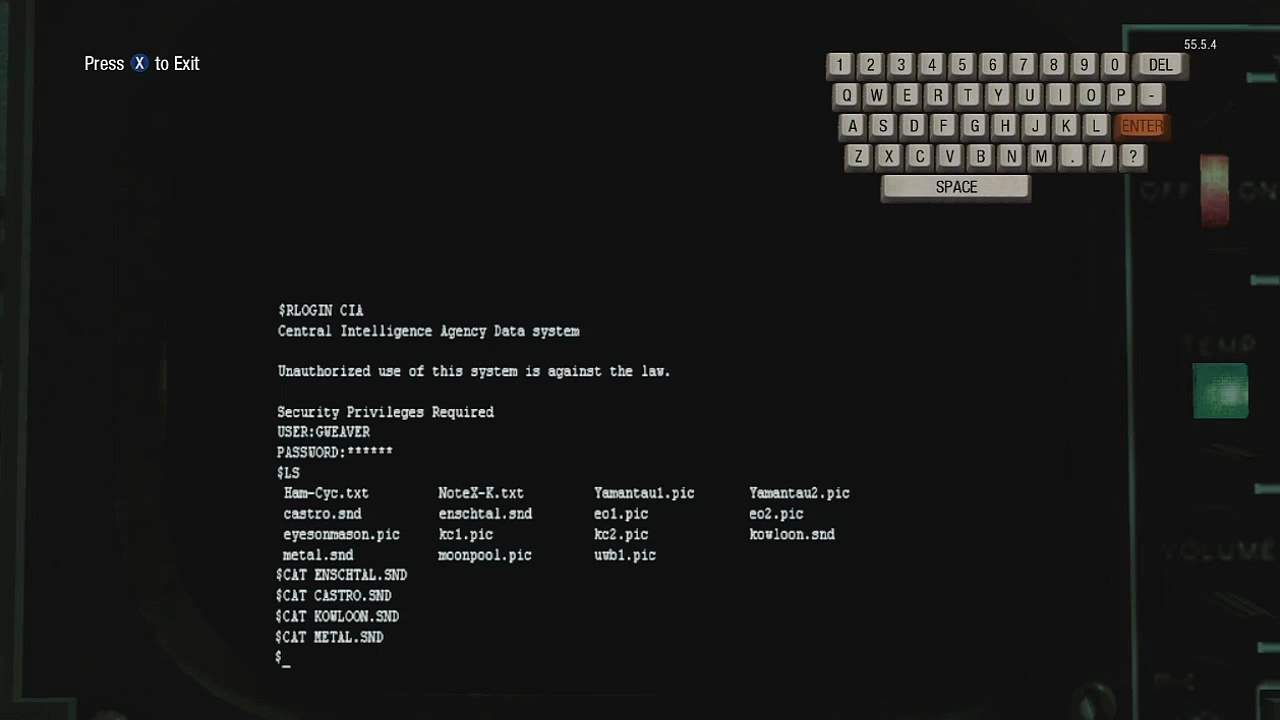 Press X to Exit
55.5.4
1 2 3 4 5 6 7 8 9 0 DEL
Q W E R T Y U I O P -
A S D F G H J K L ENTER
Z X C V B N M . / ?
SPACE
OFF ON
TEMP
VOLUME
$RLOGIN CIA
Central Intelligence Agency Data system
Unauthorized use of this system is against the law.
Security Privileges Required
USER:GWEAVER
PASSWORD:******
$LS
Ham-Cyc.txt NoteX-K.txt Yamantau1.pic Yamantau2.pic
castro.snd enschtal.snd eo1.pic eo2.pic
eyesonmason.pic kc1.pic kc2.pic kowloon.snd
metal.snd moonpool.pic uwb1.pic
$CAT ENSCHTAL.SND
$CAT CASTRO.SND
$CAT KOWLOON.SND
$CAT METAL.SND
$_